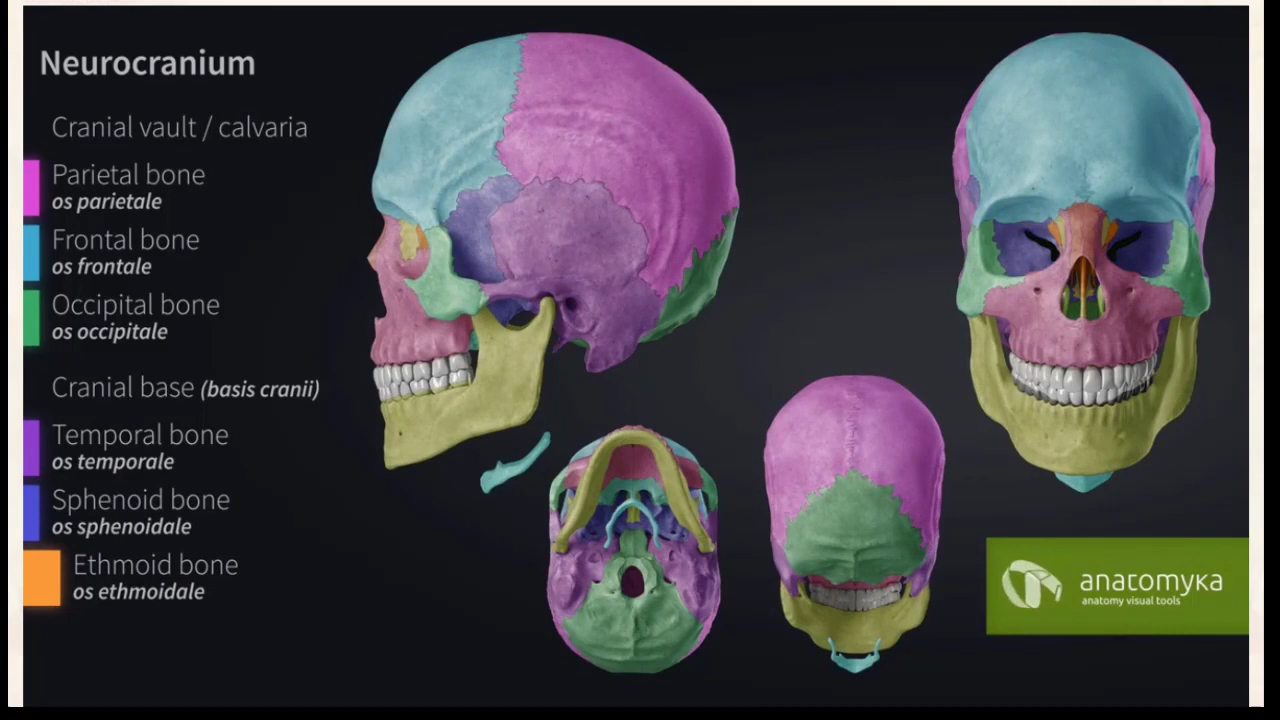 Neurocranium
Cranial vault / calvaria
Parietal bone
os parietale
Frontal bone
os frontale
Occipital bone
os occipitale
Cranial base (basis cranii)
Temporal bone
os temporale
Sphenoid bone
os sphenoidale
Ethmoid bone
os ethmoidale
anatomyka
anatomy visual tools